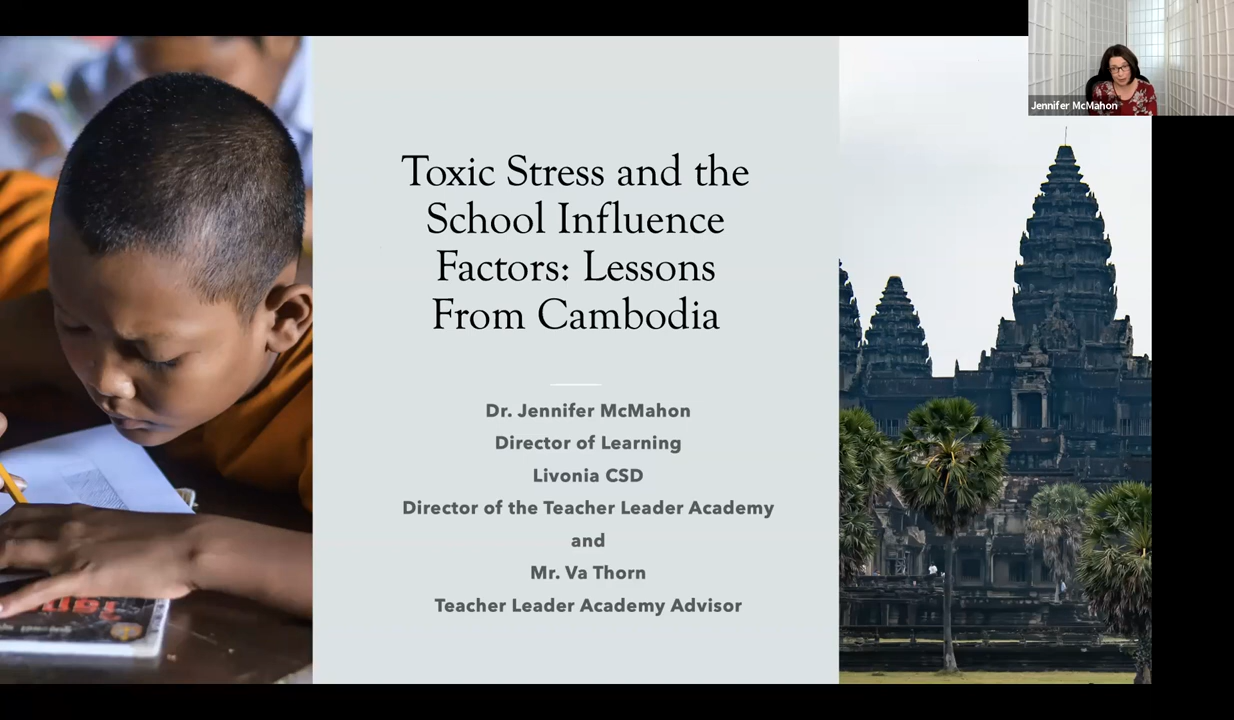 Jennifer McMahon
Toxic Stress and the
School Influence
Factors: Lessons
From Cambodia
Dr. Jennifer McMahon
Director of Learning
Livonia CSD
Director of the Teacher Leader Academy
and
Mr. Va Thorn
Teacher Leader Academy Advisor